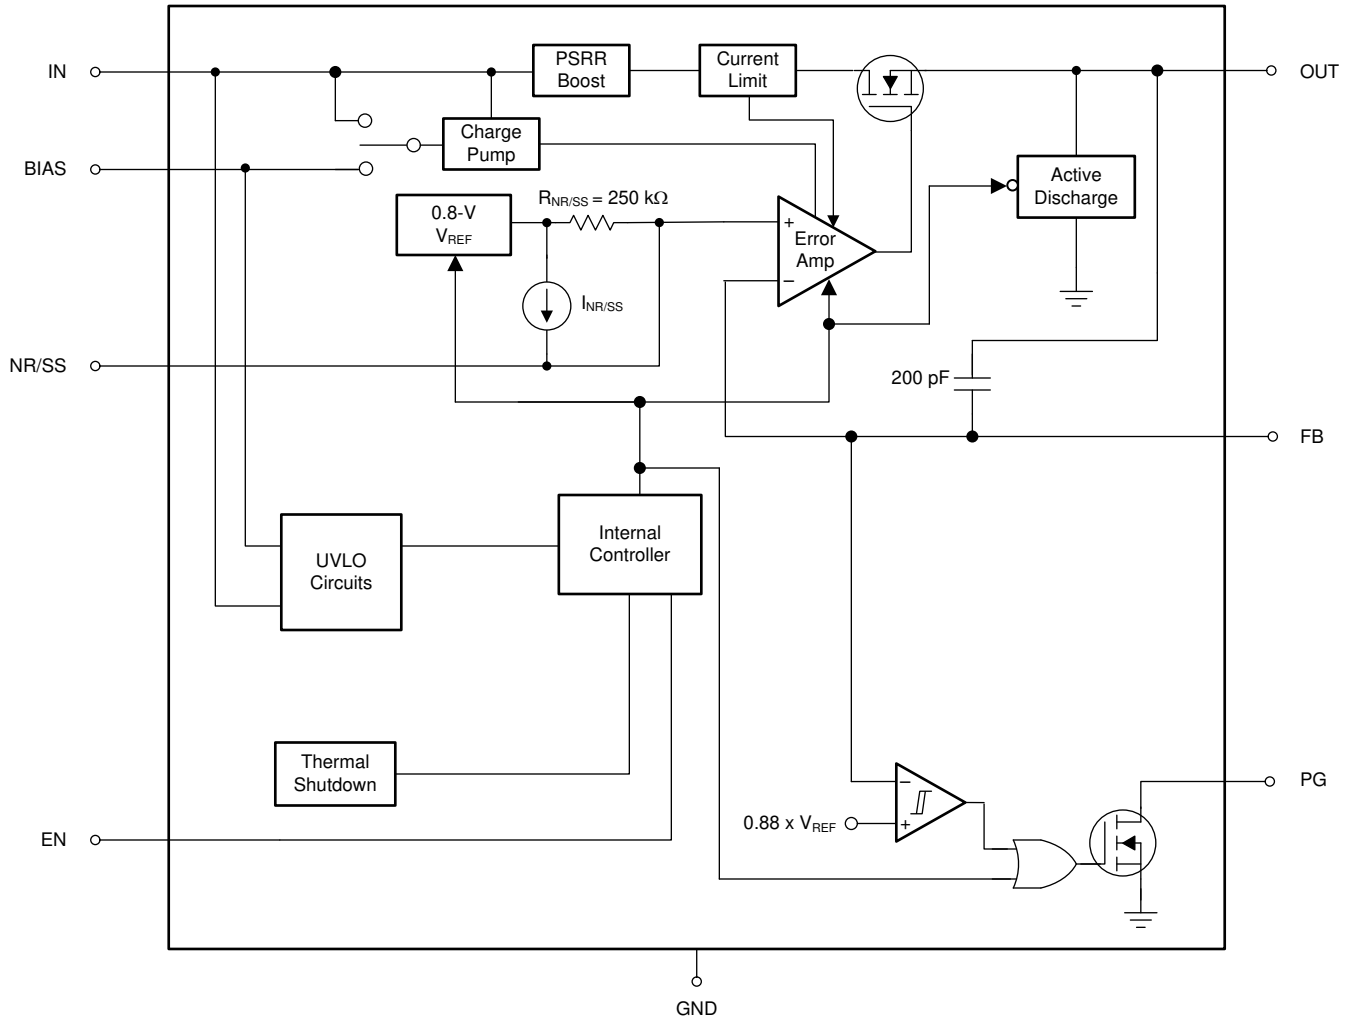 IN
PSRR
Boost
Current
Limit
OUT
Charge
Pump
BIAS
Active
Discharge
0.8-V
VREF
RNR/SS = 250 kΩ
+
Error
Amp
−
INR/SS
NR/SS
200 pF
FB
UVLO
Circuits
Internal
Controller
Thermal
Shutdown
−
PG
0.88 x VREF
+
EN
GND